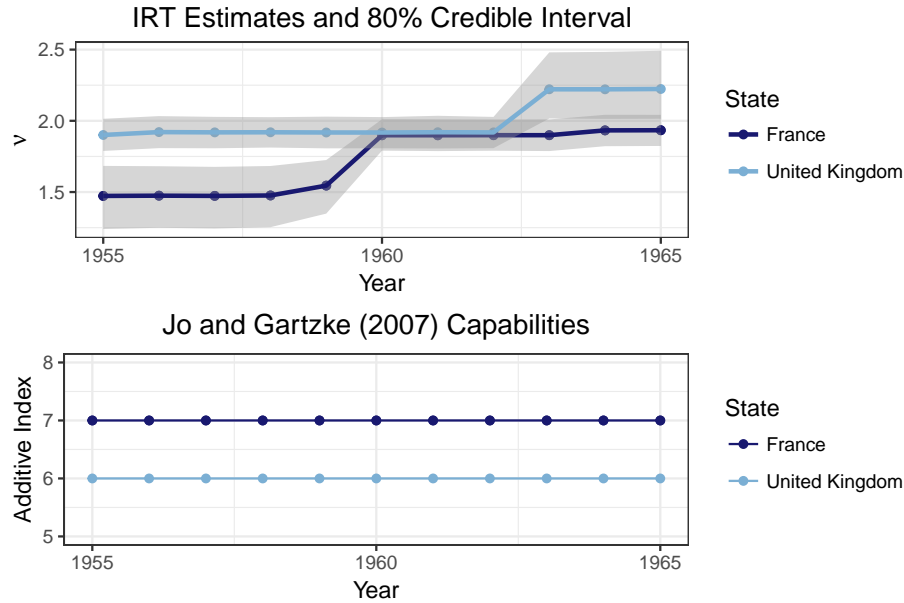 IRT Estimates and 80% Credible Interval
2.5
2.0
1.5
ν
1955
1960
1965
Year
State
France
United Kingdom
Jo and Gartzke (2007) Capabilities
8
7
6
5
Additive Index
1955
1960
1965
Year
State
France
United Kingdom